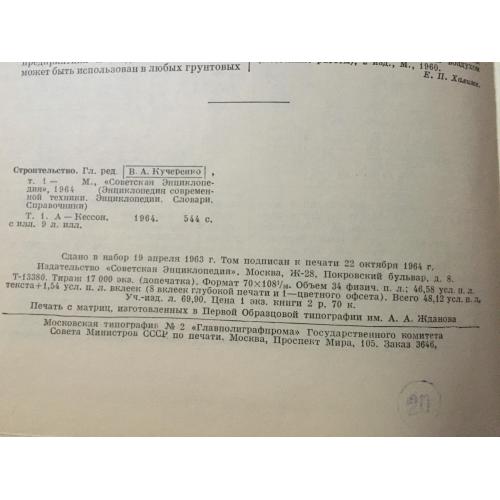 может быть использован в любых грунтовых
изд., М., 1960.
Е. П. Халим.
Строительство. Гл. ред. В. А. Кучеренко ,
т. 1— М., «Советская Энциклопе-
дия», 1964 (Энциклопедия современ-
ной техники. Энциклопедии. Словари.
Справочники)
Т. 1. А — Кессон. 1964. 544 с.
с илл. 9 л. илл.
Сдано в набор 19 апреля 1963 г. Том подписан к печати 22 октября 1964 г.
Издательство «Советская Энциклопедия». Москва, Ж-28, Покровский бульвар, д. 8.
Т-13380. Тираж 17 000 экз. (допечатка). Формат 70×108¹/₁₆. Объем 34 физич. п. л.; 46,58 усл. п. л.
текста+1,54 усл. п. л. вклеек (8 вклеек глубокой печати и 1—цветного офсета). Всего 48,12 усл. п. л.
Уч.-изд. л. 69,90. Цена 1 экз. книги 2 р. 70 к.
Печать с матриц, изготовленных в Первой Образцовой типографии им. А. А. Жданова
Московская типография № 2 «Главполиграфпрома» Государственного комитета
Совета Министров СССР по печати. Москва, Проспект Мира, 105. Заказ 3646,